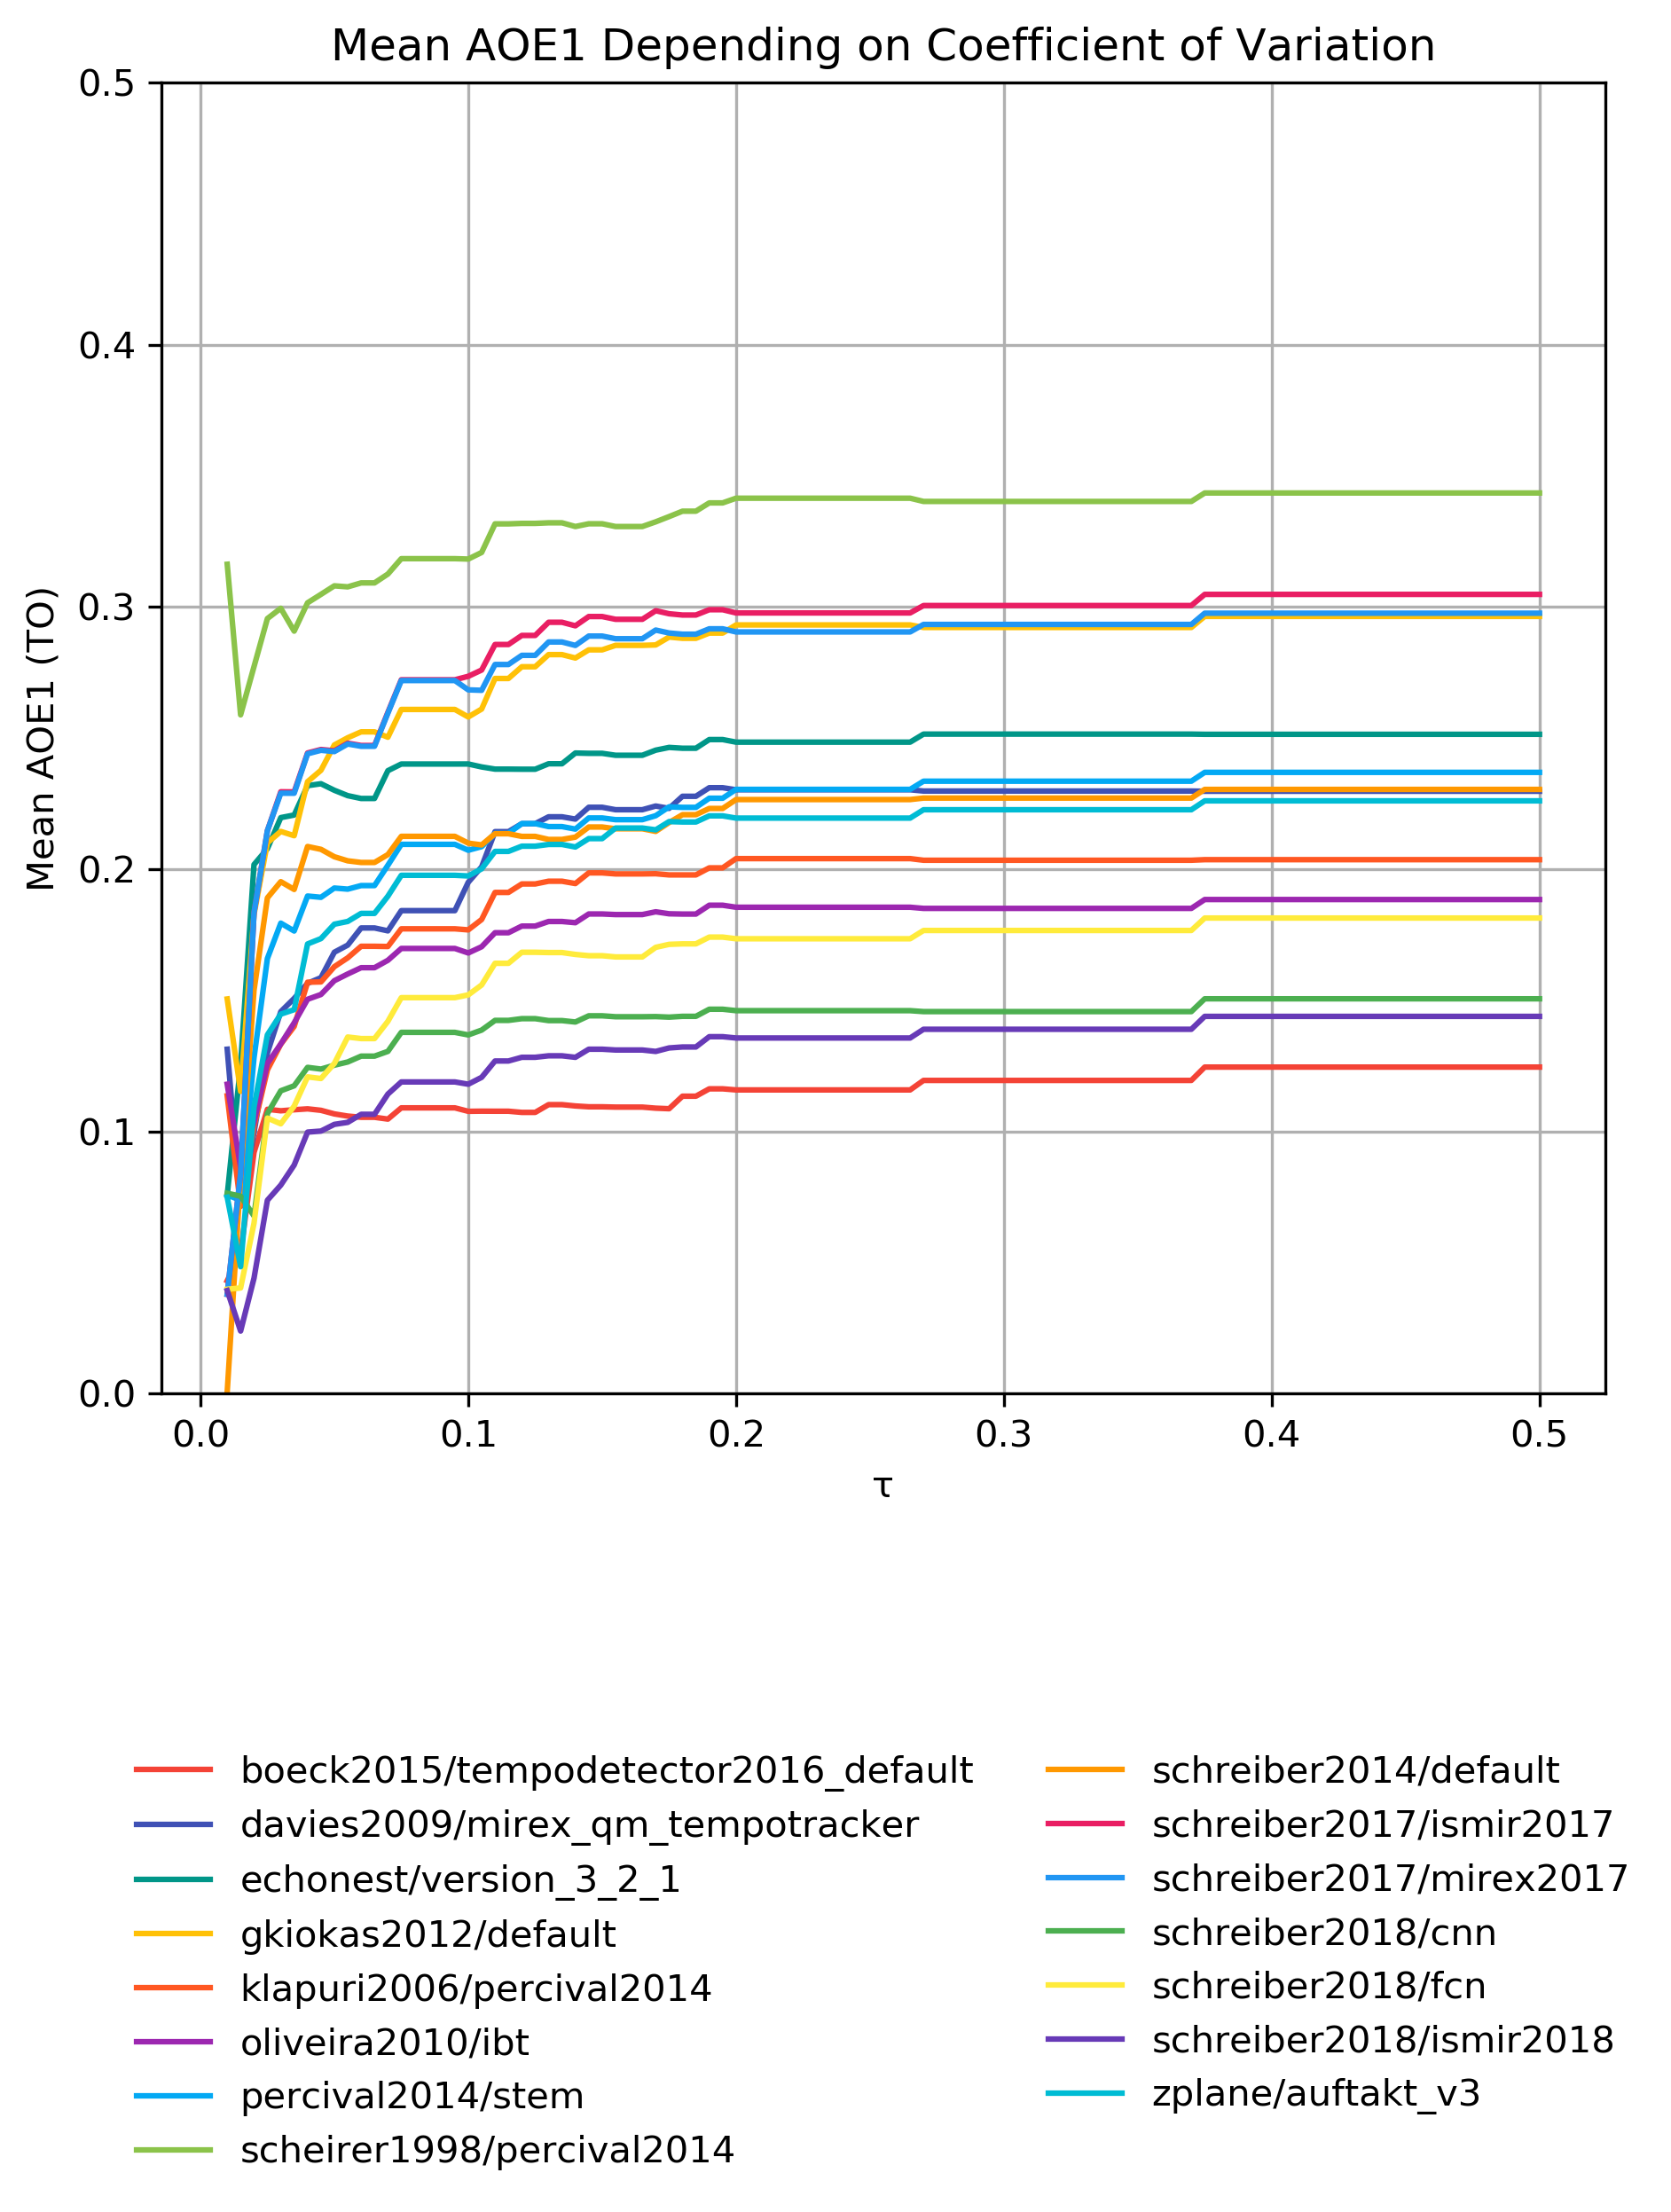 Mean AOE1 Depending on Coefficient of Variation
0.5
0.4
0.3
0.2
0.1
0.0
Mean AOE1 (TO)
0.0 0.1 0.2 0.3 0.4 0.5
τ
boeck2015/tempodetector2016_default
davies2009/mirex_qm_tempotracker
echonest/version_3_2_1
gkiokas2012/default
klapuri2006/percival2014
oliveira2010/ibt
percival2014/stem
scheirer1998/percival2014
schreiber2014/default
schreiber2017/ismir2017
schreiber2017/mirex2017
schreiber2018/cnn
schreiber2018/fcn
schreiber2018/ismir2018
zplane/auftakt_v3